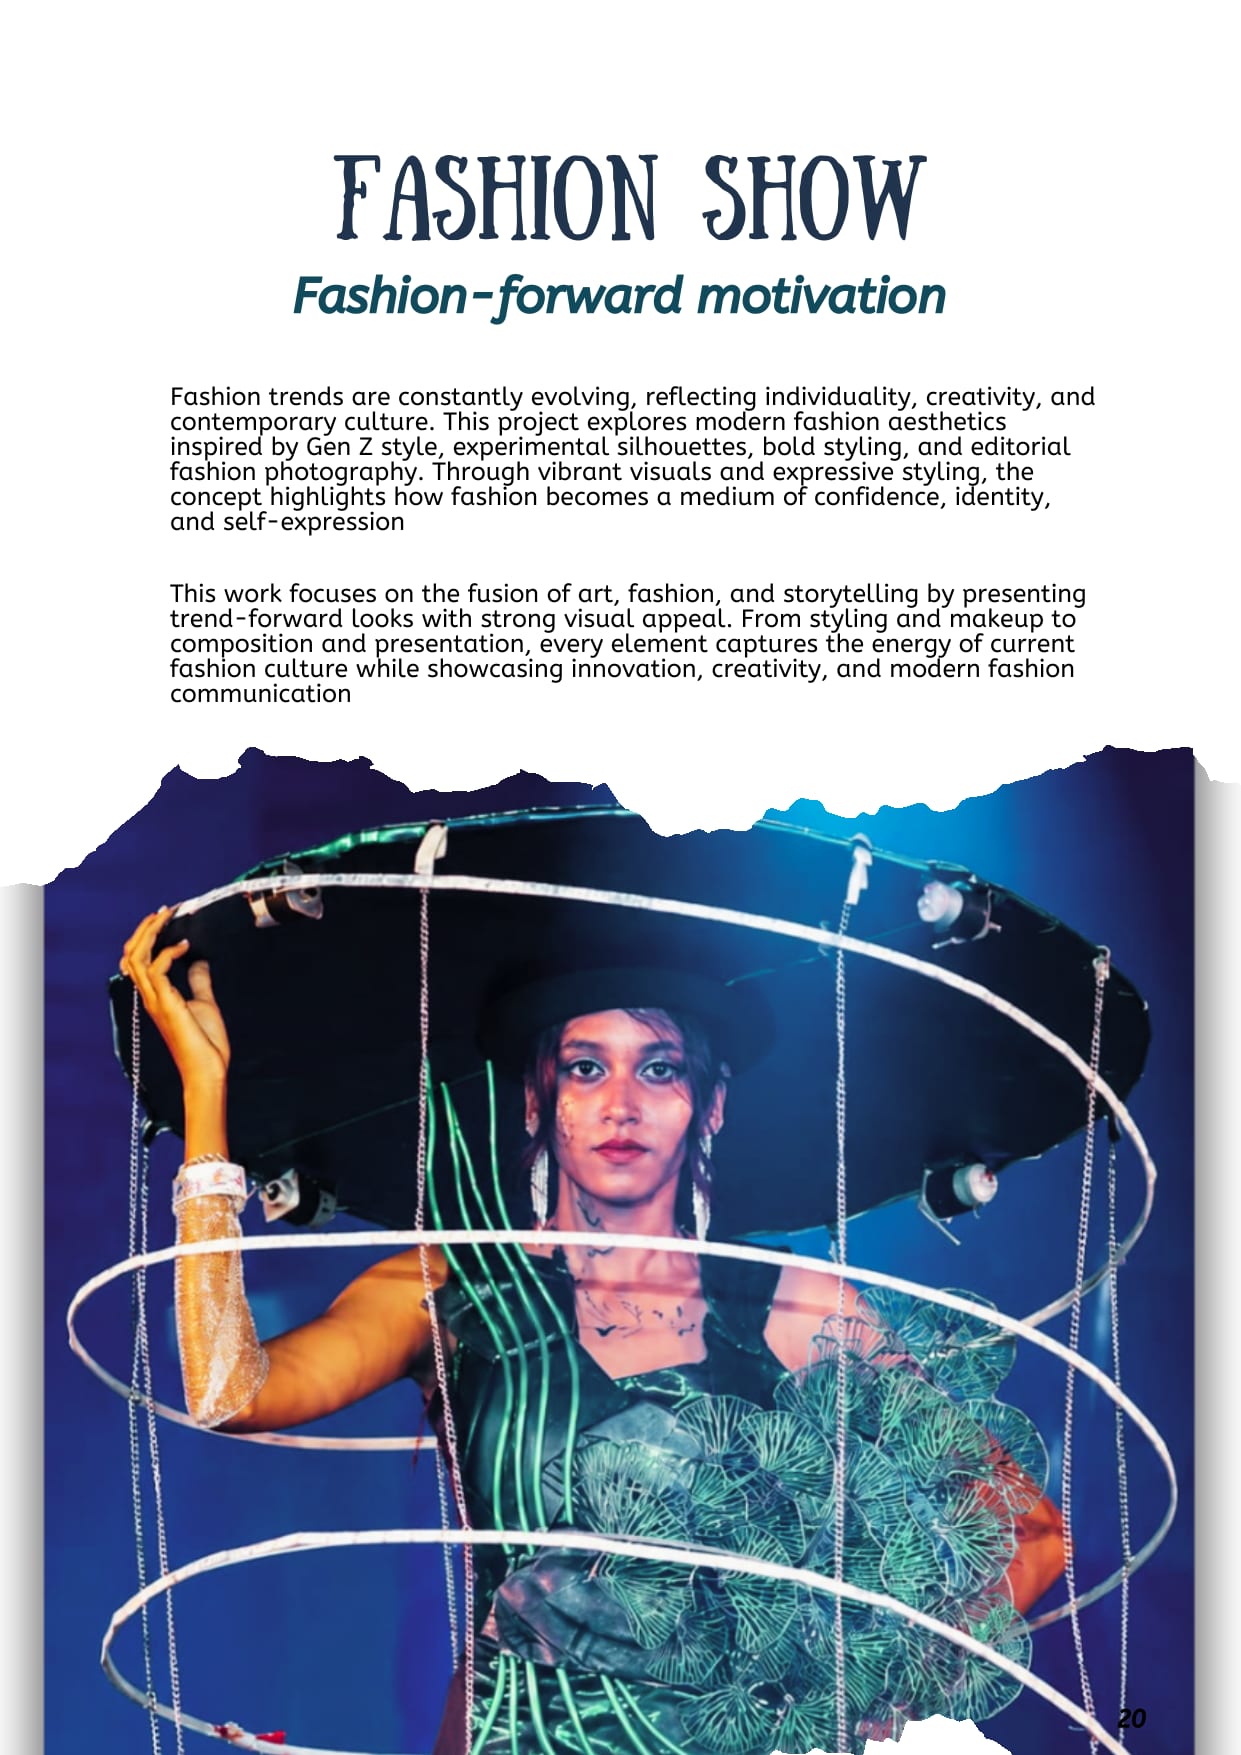 FASHION SHOW
Fashion-forward motivation
Fashion trends are constantly evolving, reflecting individuality, creativity, and
contemporary culture. This project explores modern fashion aesthetics
inspired by Gen Z style, experimental silhouettes, bold styling, and editorial
fashion photography. Through vibrant visuals and expressive styling, the
concept highlights how fashion becomes a medium of confidence, identity,
and self-expression
This work focuses on the fusion of art, fashion, and storytelling by presenting
trend-forward looks with strong visual appeal. From styling and makeup to
composition and presentation, every element captures the energy of current
fashion culture while showcasing innovation, creativity, and modern fashion
communication
20